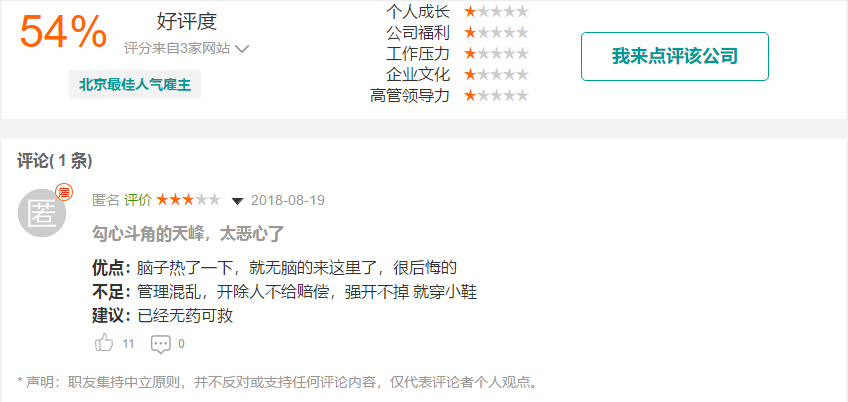 54% 好评度
评分来自3家网站
北京最佳人气雇主
个人成长
公司福利
工作压力
企业文化
高管领导力
我来点评该公司
评论( 1 条)
匿
雇
匿名 评价 2018-08-19
勾心斗角的天峰，太恶心了
优点：脑子热了一下，就无脑的来这里了，很后悔的
不足：管理混乱，开除人不给赔偿，强开不掉 就穿小鞋
建议：已经无药可救
11 0
* 声明：职友集持中立原则，并不反对或支持任何评论内容，仅代表评论者个人观点。